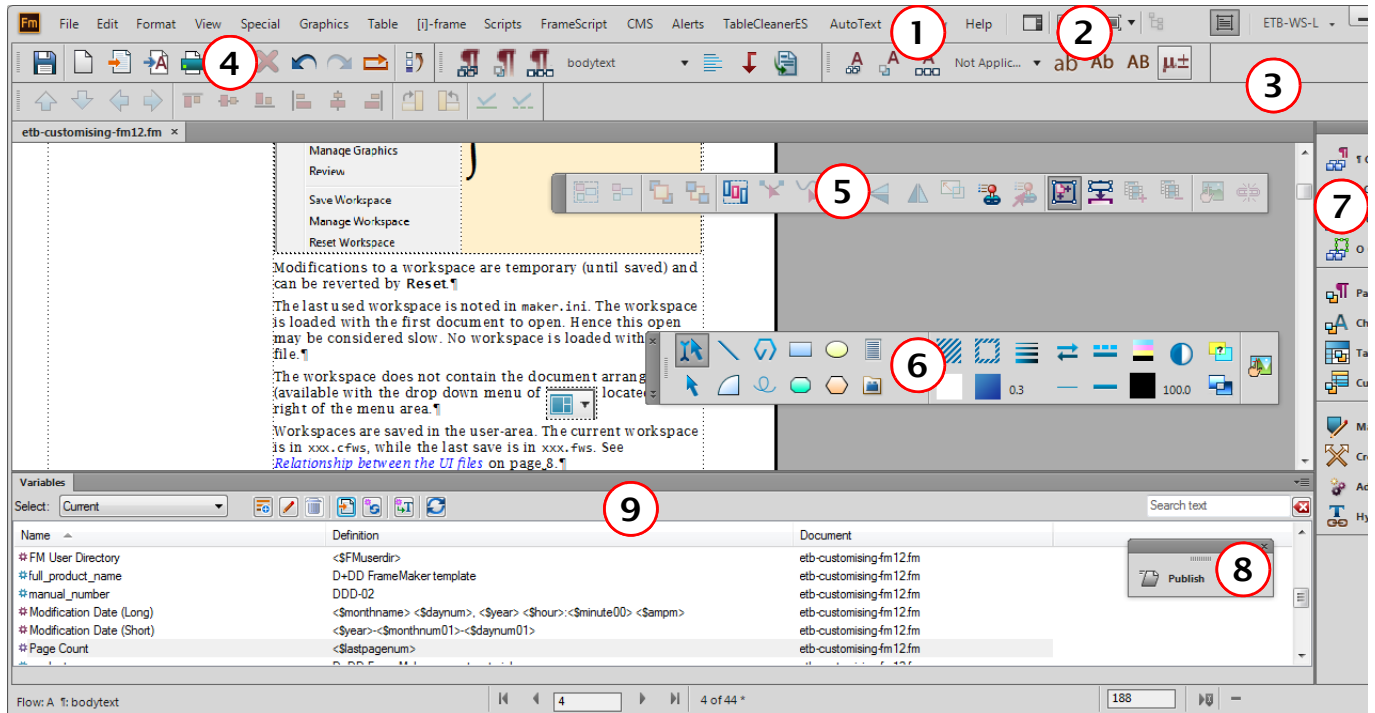 Fm File Edit Format View Special Graphics Table [i]-frame Scripts FrameScript CMS Alerts TableCleanerES AutoText 1 Help 2 ETB-WS-L
4 bodytext Not Applic... ab Ab AB µ±
3
etb-customising-fm12.fm ×
Manage Graphics
Review
Save Workspace
Manage Workspace
Reset Workspace
5
7
Modifications to a workspace are temporary (until saved) and
can be reverted by Reset.¶
The last used workspace is noted in maker.ini. The workspace
is loaded with the first document to open. Hence this open
may be considered slow. No workspace is loaded with
file.¶
The workspace does not contain the document
(available with the drop down menu of
right of the menu area.¶
Workspaces are saved in the user-area. The current workspace
is in xxx.cfws, while the last save is in xxx.fws. See
Relationship between the UI files on page 8.¶
6
0.3 100.0
Variables
Select: Current 9 Search text
Name Definition Document
FM User Directory <$FMuserdir> etb-customising-fm12.fm
full_product_name D+DD FrameMaker template etb-customising-fm12.fm
manual_number DDD-02 etb-customising-fm12.fm
Modification Date (Long) <$monthname> <$daynum>, <$year> <$hour>:<$minute00> <$ampm> etb-customising-fm12.fm
Modification Date (Short) <$year>-<$monthnum01>-<$daynum01> etb-customising-fm12.fm
Page Count <$lastpagenum> etb-customising-fm12.fm
Publish 8
Flow: A ¶: bodytext 4 4 of 44 * 188